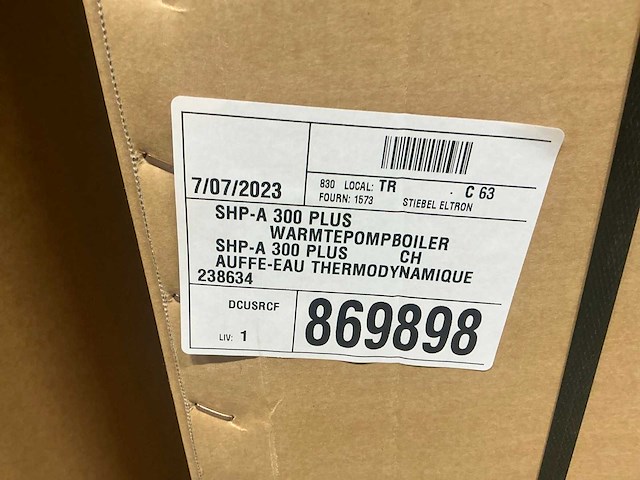 7/07/2023
830 LOCAL: TR . C 63
FOURN: 1573 STIEBEL ELTRON
SHP-A 300 PLUS
WARMTEPOMPBOILER
SHP-A 300 PLUS CH
AUFFE-EAU THERMODYNAMIQUE
238634
DCUSRCF
LIV: 1
869898